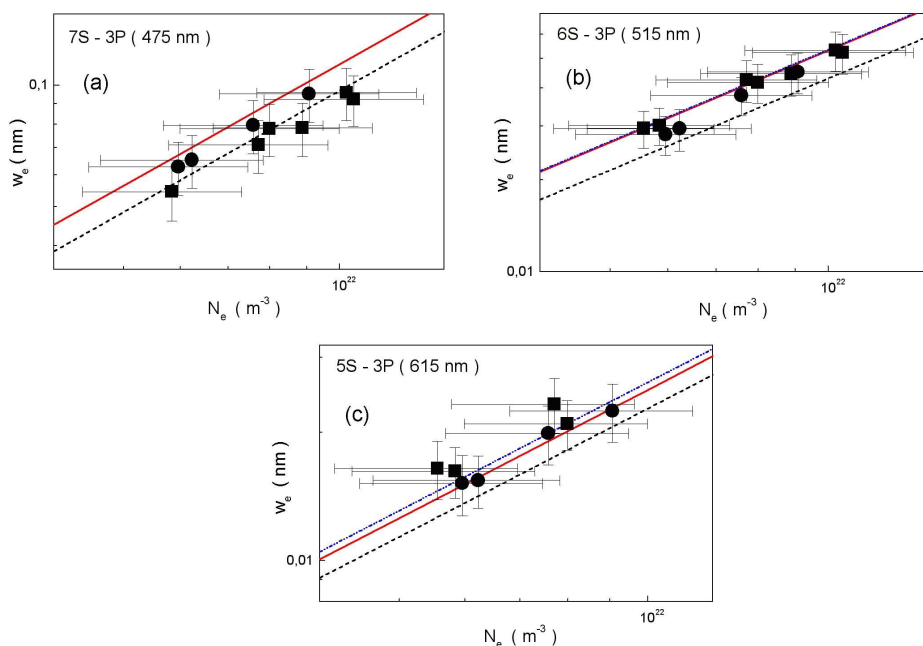 7S - 3P ( 475 nm )
(a)
0,1
w_e ( nm )
10^22
N_e ( m^-3 )
6S - 3P ( 515 nm )
(b)
w_e ( nm )
0,01
10^22
N_e ( m^-3 )
5S - 3P ( 615 nm )
(c)
w_e ( nm )
0,01
10^22
N_e ( m^-3 )